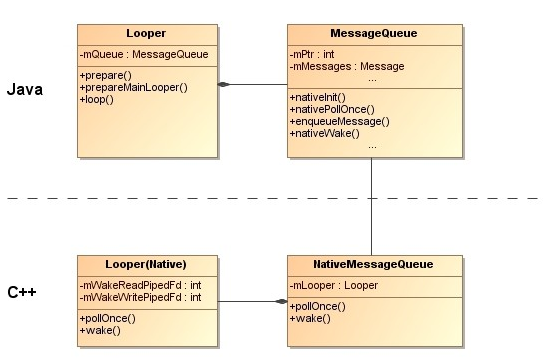 Java
Looper
-mQueue : MessageQueue
+prepare()
+prepareMainLooper()
+loop()
MessageQueue
-mPtr : int
-mMessages : Message
...
+nativeInit()
+nativePollOnce()
+enqueueMessage()
+nativeWake()
...
C++
Looper(Native)
-mWakeReadPipedFd : int
-mWakeWritePipedFd : int
+pollOnce()
+wake()
NativeMessageQueue
-mLooper : Looper
+pollOnce()
+wake()